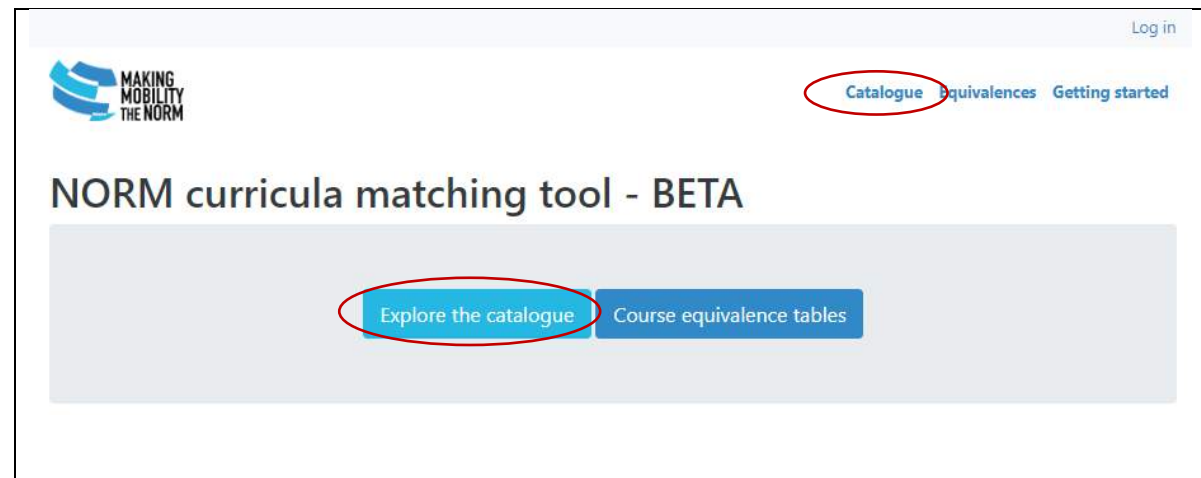 Log in
MAKING
MOBILITY
THE NORM
Catalogue Equivalences Getting started
NORM curricula matching tool - BETA
Explore the catalogue Course equivalence tables